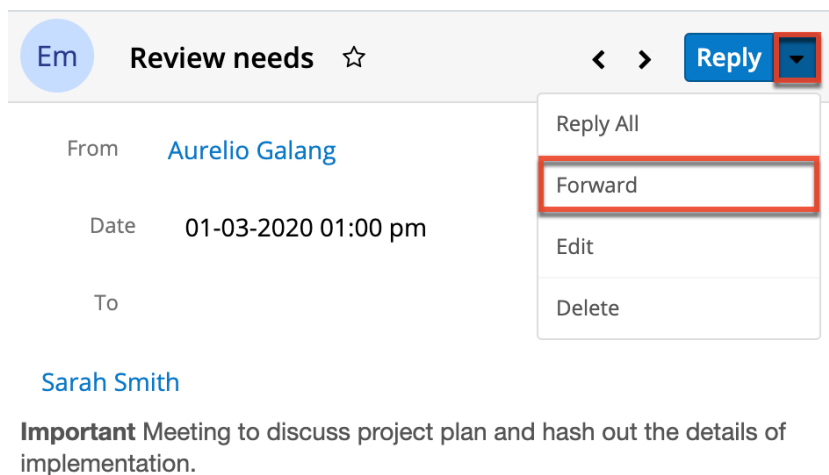 Em Review needs Reply
Reply All
From Aurelio Galang
Forward
Date 01-03-2020 01:00 pm
Edit
To
Delete
Sarah Smith
Important Meeting to discuss project plan and hash out the details of
implementation.